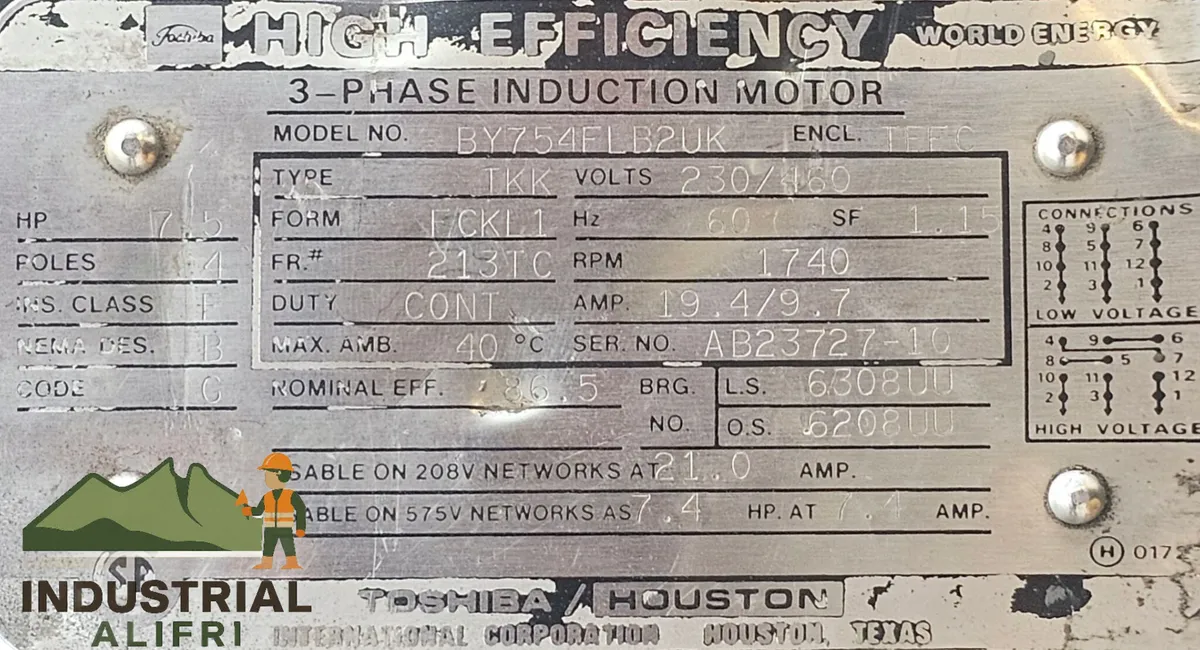 Toshiba
HIGH EFFICIENCY WORLD ENERGY
3-PHASE INDUCTION MOTOR
MODEL NO. BY754FLB2UK ENCL. TEFC
TYPE TKK VOLTS 230/460
HP 7.5 FORM FCKL1 Hz 60 SF 1.15
POLES 4 FR.# 213TC RPM 1740
INS. CLASS F DUTY CONT AMP. 19.4/9.7
NEMA DES. B MAX. AMB. 40 °C SER. NO. AB23727-10
CODE G NOMINAL EFF. 86.5 BRG. L.S. 6308UU
NO. O.S. 6208UU
SABLE ON 208V NETWORKS AT 21.0 AMP.
ABLE ON 575V NETWORKS AS 7.4 HP. AT 7.4 AMP.
CONNECTIONS
4 9 6
8 5 7
10 11 12
2 3 1
LOW VOLTAGE
4 9 6
8 5 7
10 11 12
2 3 1
HIGH VOLTAGE
H 017
TOSHIBA / HOUSTON
INTERNATIONAL CORPORATION HOUSTON, TEXAS
INDUSTRIAL
ALIFRI